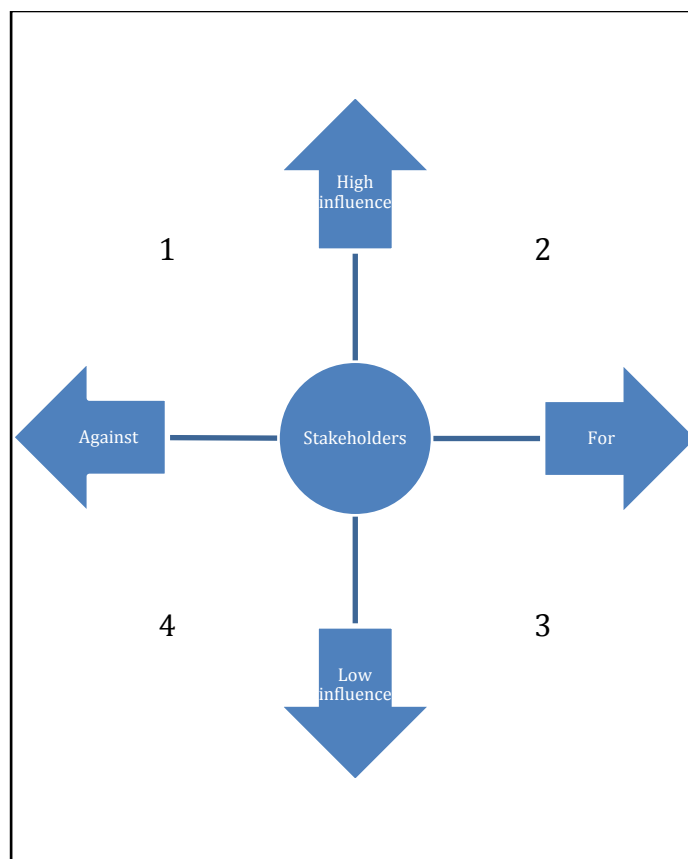 High
influence
1
2
Against
Stakeholders
For
4
3
Low
influence